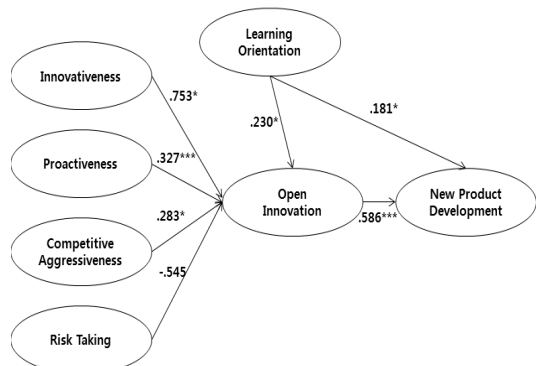 Learning
Orientation
Innovativeness
.753*
.230*
.181*
Proactiveness
.327***
Open
Innovation
.586***
New Product
Development
Competitive
Aggressiveness
.283*
-.545
Risk Taking